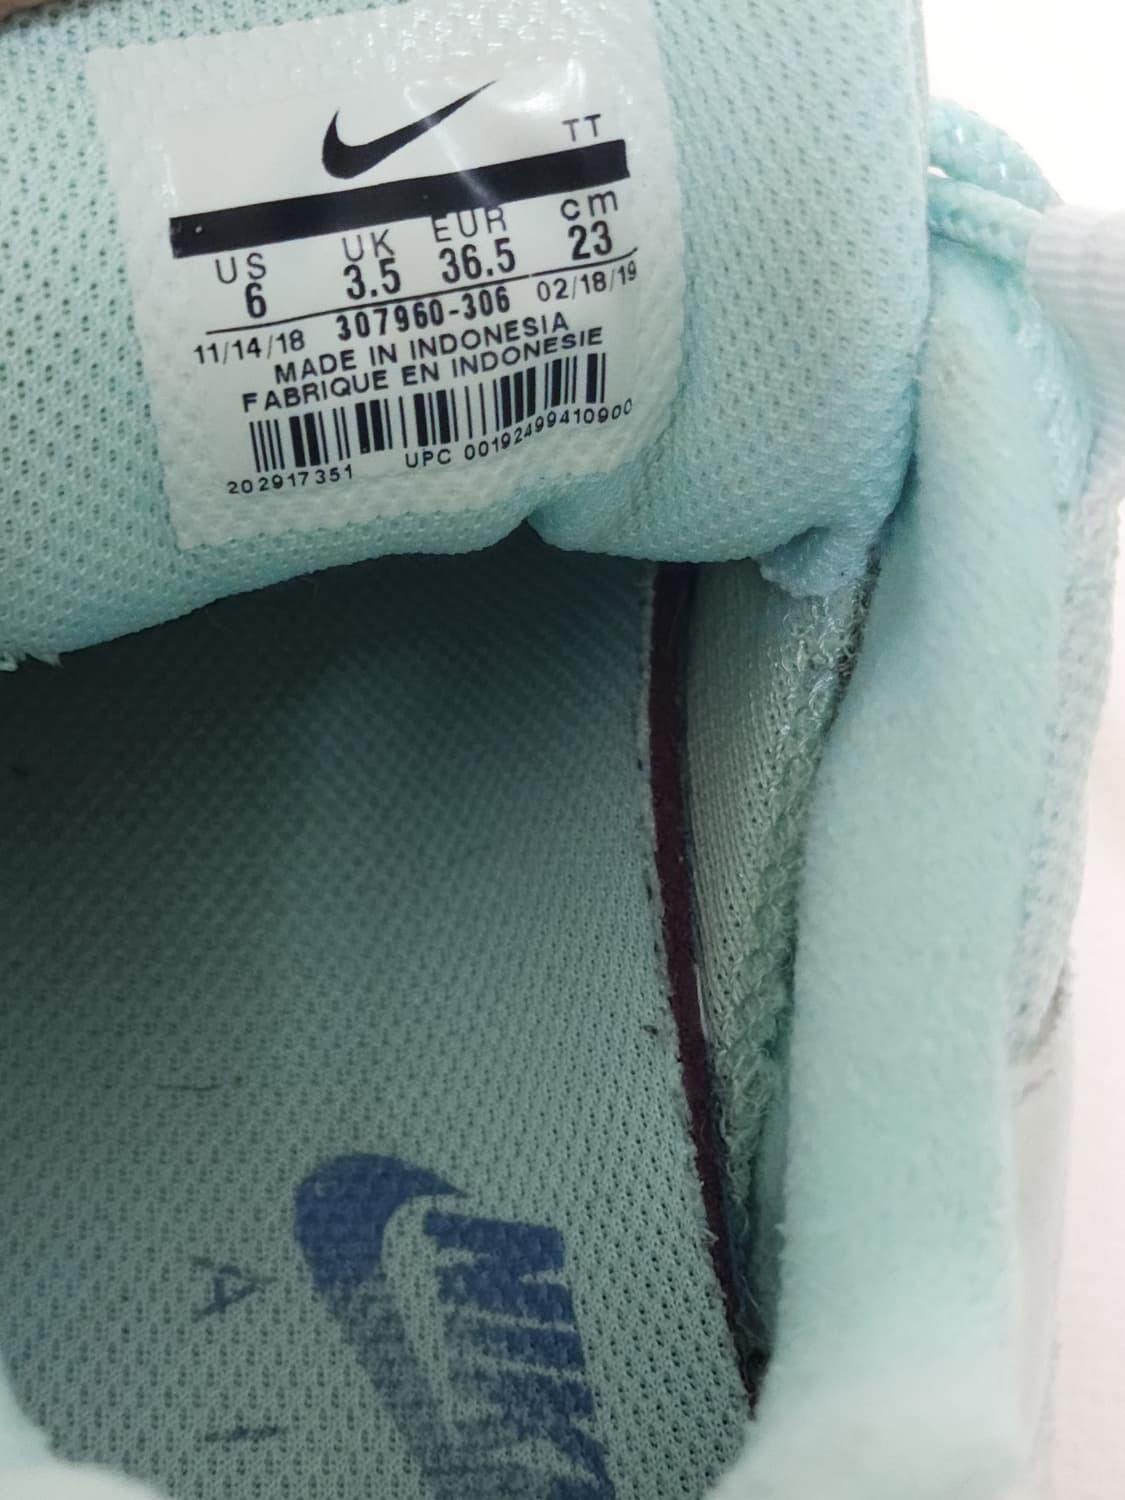 TT
US UK EUR cm
6 3.5 36.5 23
11/14/18 307960-306 02/18/19
MADE IN INDONESIA
FABRIQUE EN INDONESIE
202917351 UPC 00192499410900
NIKE
A
I